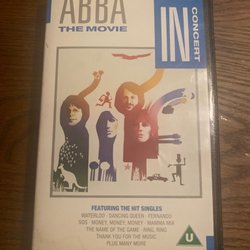 ABBA
THE MOVIE
IN
CONCERT
FEATURING THE HIT SINGLES
WATERLOO · DANCING QUEEN · FERNANDO
SOS · MONEY, MONEY, MONEY · MAMMA MIA
THE NAME OF THE GAME · RING, RING
THANK YOU FOR THE MUSIC
PLUS MANY MORE
U